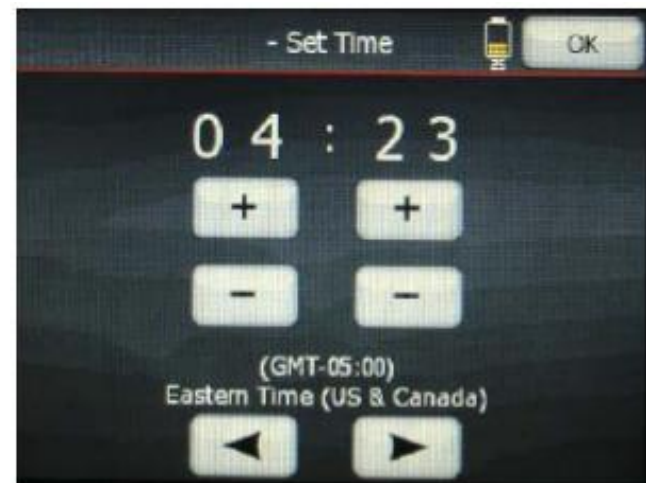 - Set Time
OK
04 : 23
+ +
- -
(GMT-05:00)
Eastern Time (US & Canada)